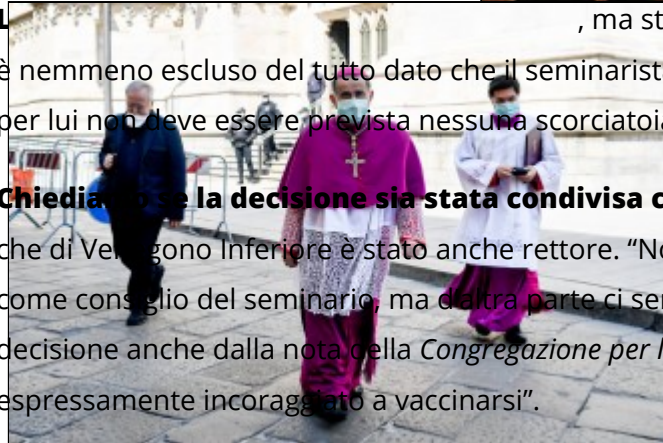 , ma st
è nemmeno escluso del tutto dato che il seminarist
per lui non deve essere prevista nessuna scorciatoia
se la decisione sia stata condivisa c
che di Inferiore è stato anche rettore. “No
come consiglio del seminario, ma d'altra parte ci se
decisione anche dalla nota della Congregazione per l
espressamente incoraggiato a vaccinarsi”.